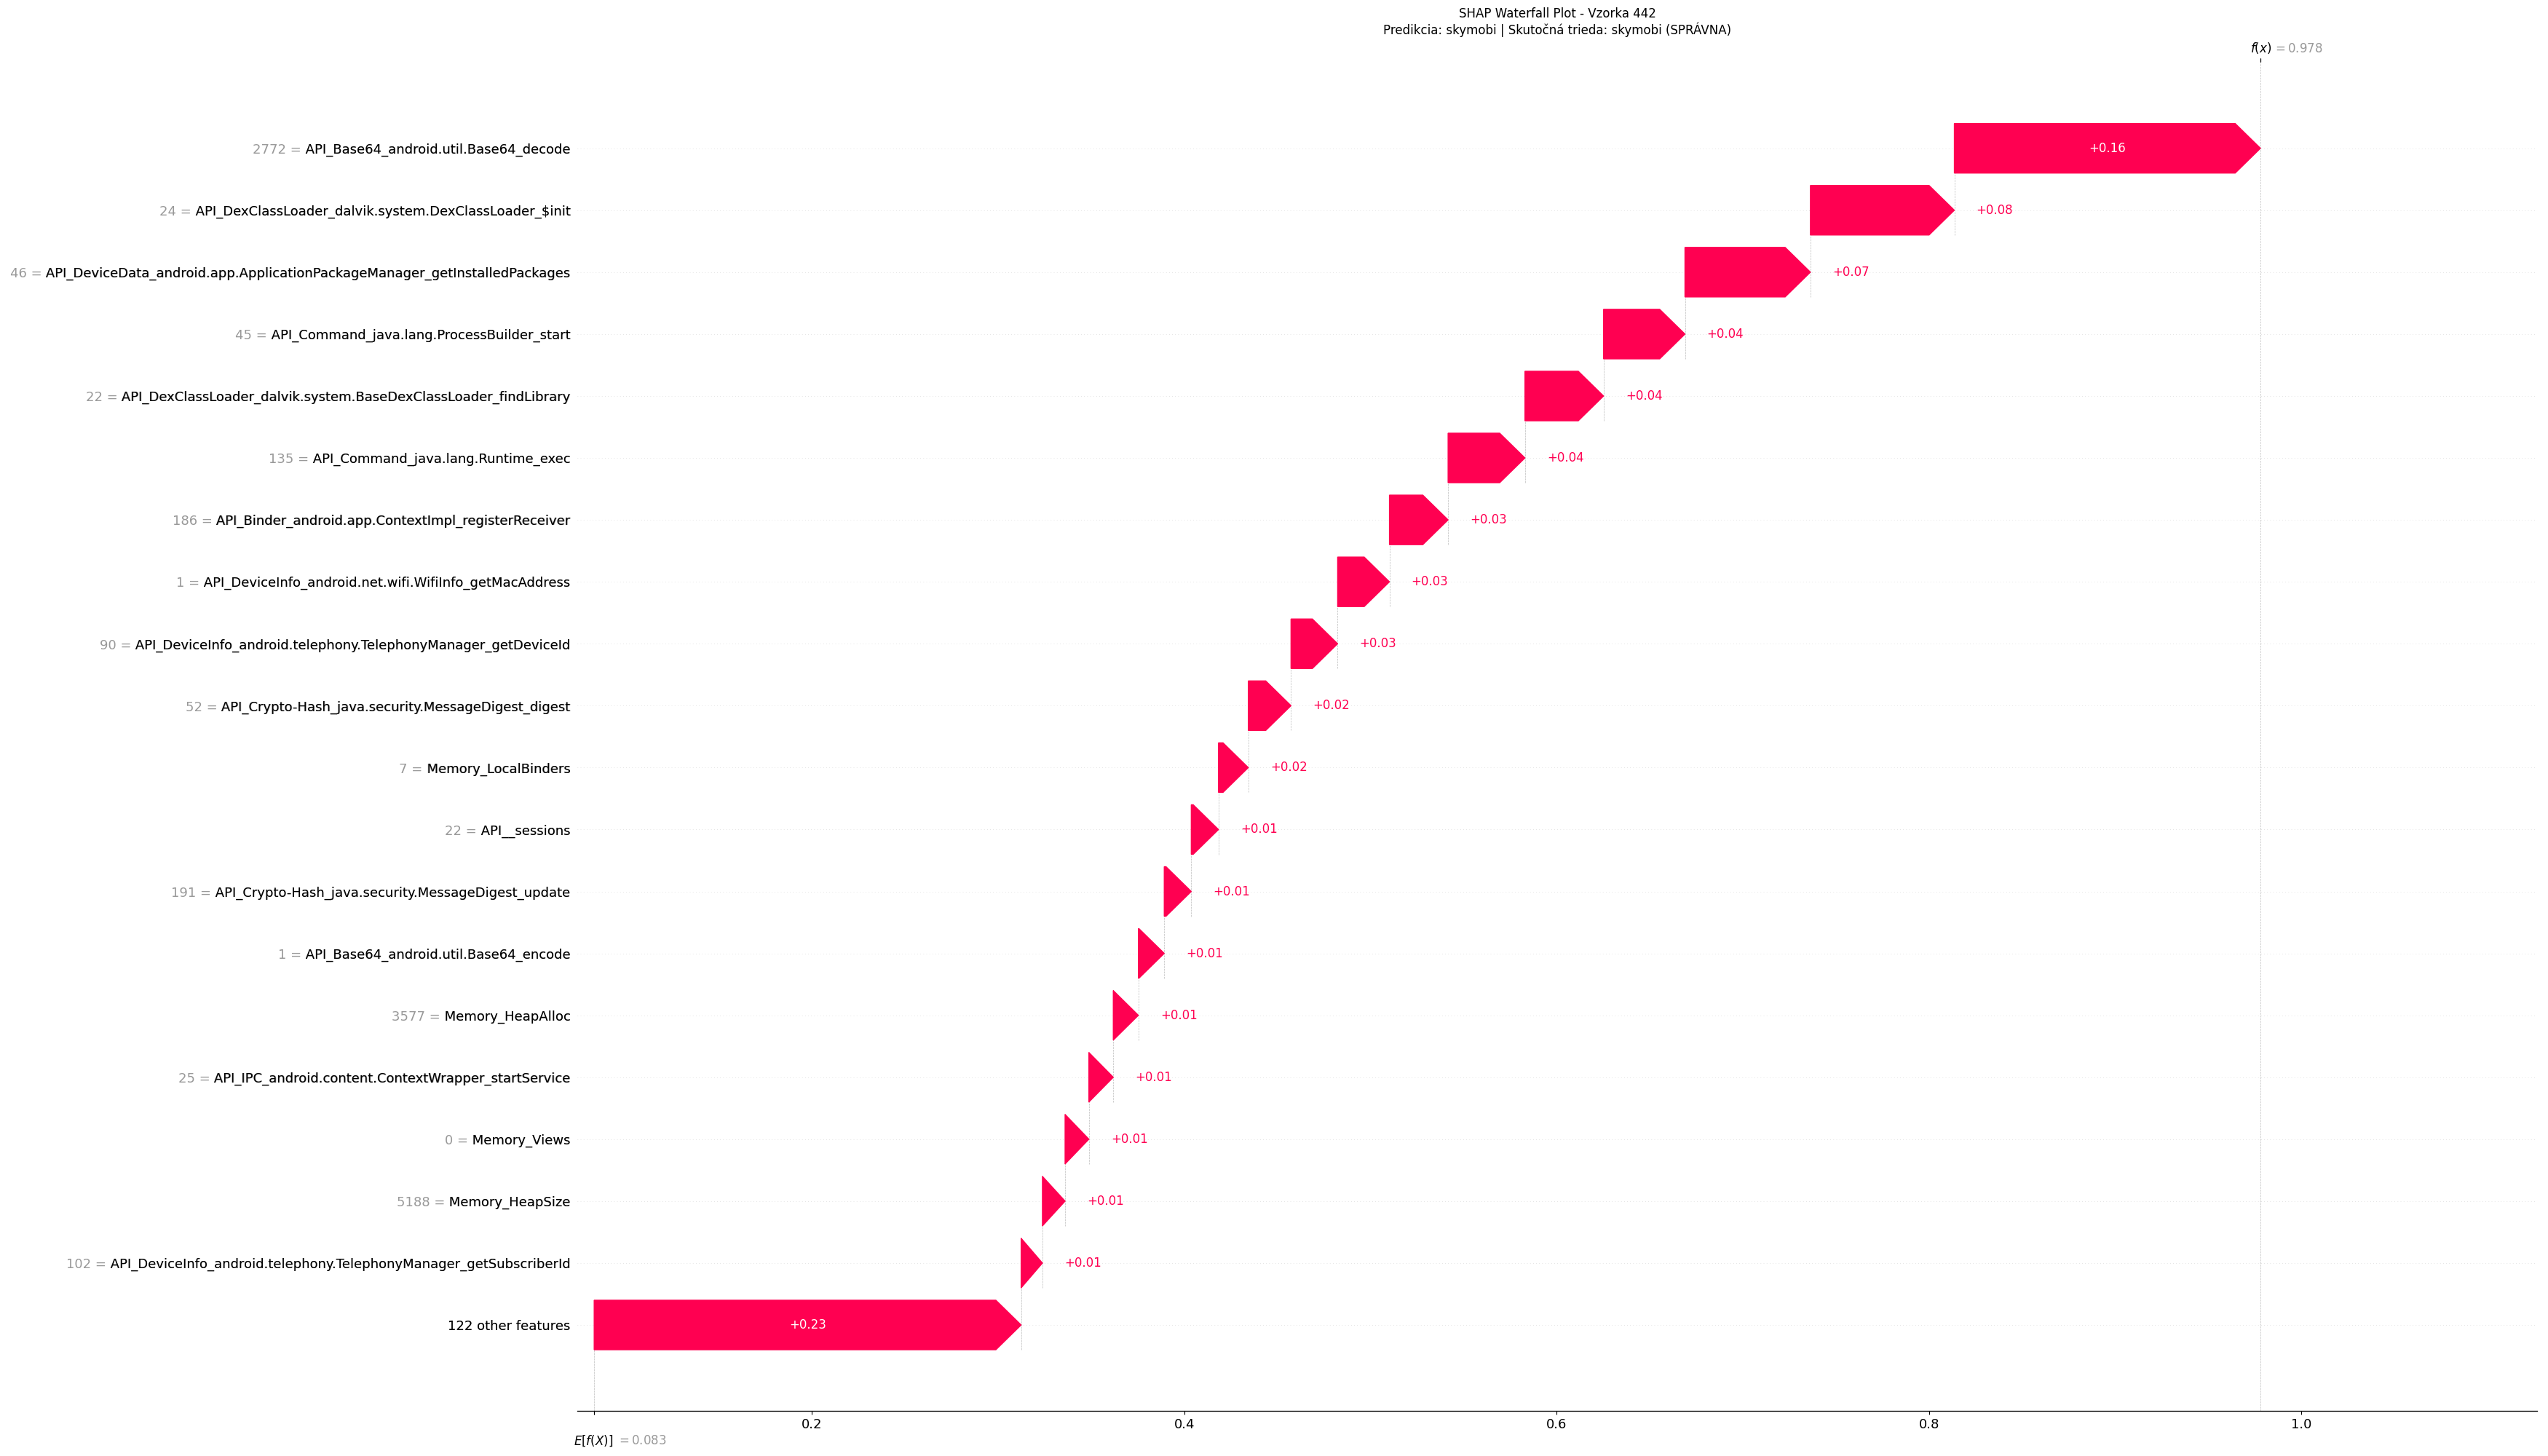 SHAP Waterfall Plot - Vzorka 442
Predikcia: skymobi | Skutočná trieda: skymobi (SPRÁVNA)
f(x) = 0.978
2772 = API_Base64_android.util.Base64_decode +0.16
24 = API_DexClassLoader_dalvik.system.DexClassLoader_$init +0.08
46 = API_DeviceData_android.app.ApplicationPackageManager_getInstalledPackages +0.07
45 = API_Command_java.lang.ProcessBuilder_start +0.04
22 = API_DexClassLoader_dalvik.system.BaseDexClassLoader_findLibrary +0.04
135 = API_Command_java.lang.Runtime_exec +0.04
186 = API_Binder_android.app.ContextImpl_registerReceiver +0.03
1 = API_DeviceInfo_android.net.wifi.WifiInfo_getMacAddress +0.03
90 = API_DeviceInfo_android.telephony.TelephonyManager_getDeviceId +0.03
52 = API_Crypto-Hash_java.security.MessageDigest_digest +0.02
7 = Memory_LocalBinders +0.02
22 = API__sessions +0.01
191 = API_Crypto-Hash_java.security.MessageDigest_update +0.01
1 = API_Base64_android.util.Base64_encode +0.01
3577 = Memory_HeapAlloc +0.01
25 = API_IPC_android.content.ContextWrapper_startService +0.01
0 = Memory_Views +0.01
5188 = Memory_HeapSize +0.01
102 = API_DeviceInfo_android.telephony.TelephonyManager_getSubscriberId +0.01
122 other features +0.23
0.2 0.4 0.6 0.8 1.0
E[f(X)] = 0.083